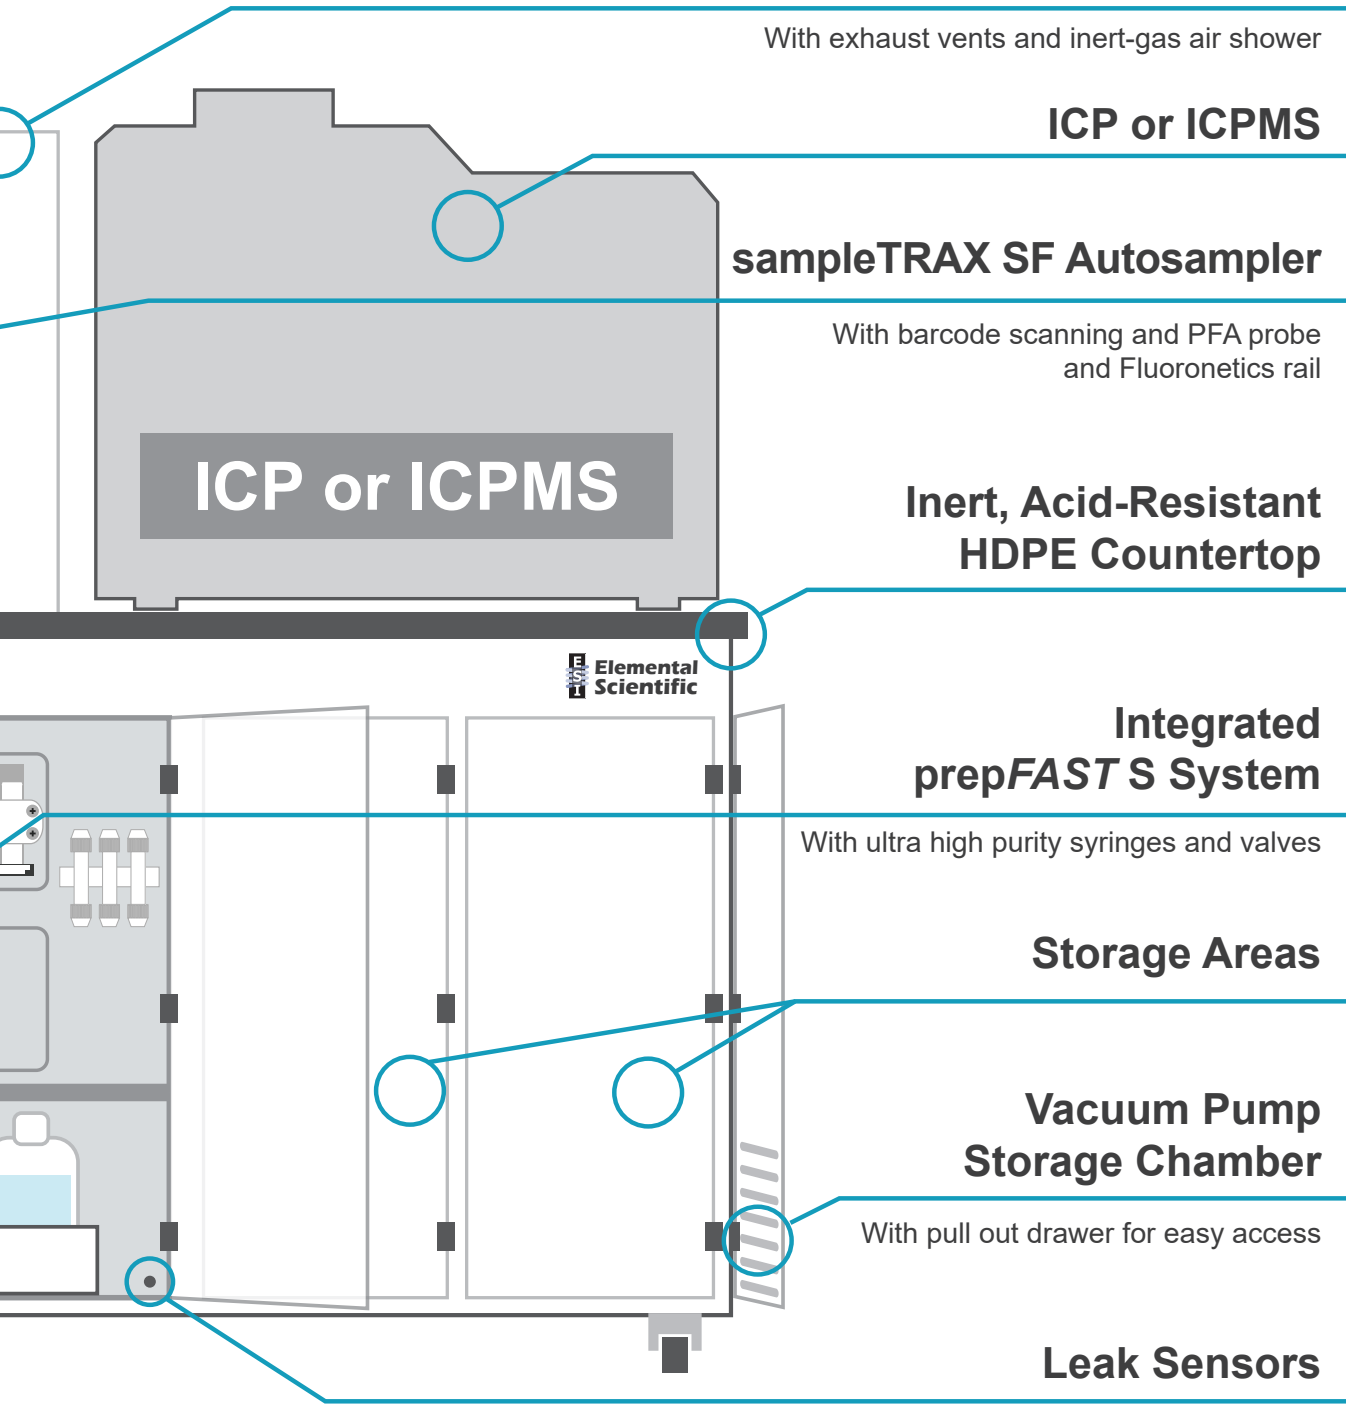 With exhaust vents and inert-gas air shower
ICP or ICPMS
sampleTRAX SF Autosampler
With barcode scanning and PFA probe
and Fluoronetics rail
ICP or ICPMS
Inert, Acid-Resistant
HDPE Countertop
ESI
Elemental
Scientific
Integrated
prepFAST S System
With ultra high purity syringes and valves
Storage Areas
Vacuum Pump
Storage Chamber
With pull out drawer for easy access
Leak Sensors